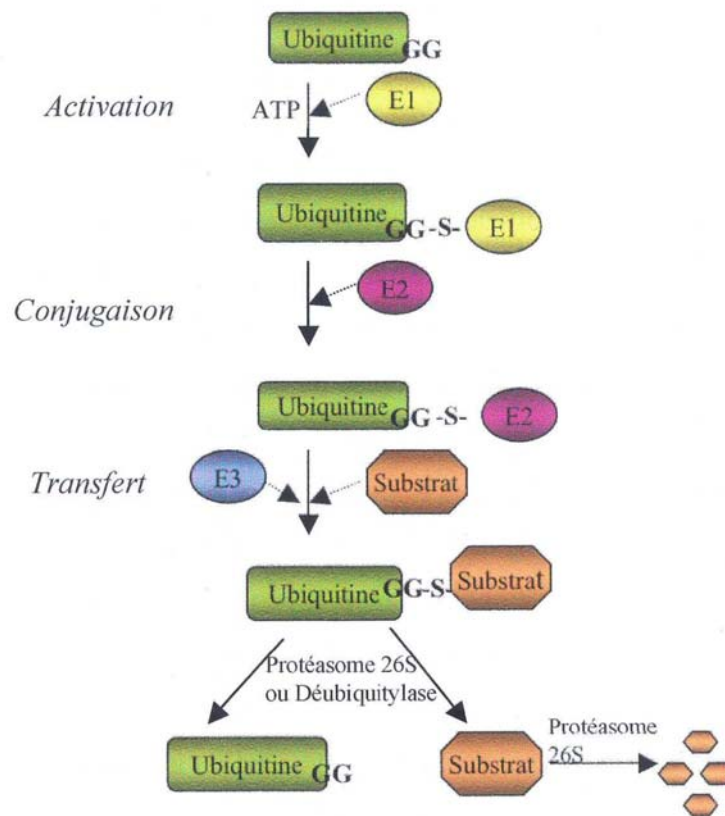 Ubiquitine GG
Activation
ATP
E1
Ubiquitine GG -S- E1
Conjugaison
E2
Ubiquitine GG -S- E2
Transfert
E3
Substrat
Ubiquitine GG-S- Substrat
Protéasome 26S
ou Déubiquitylase
Ubiquitine GG
Substrat
Protéasome
26S